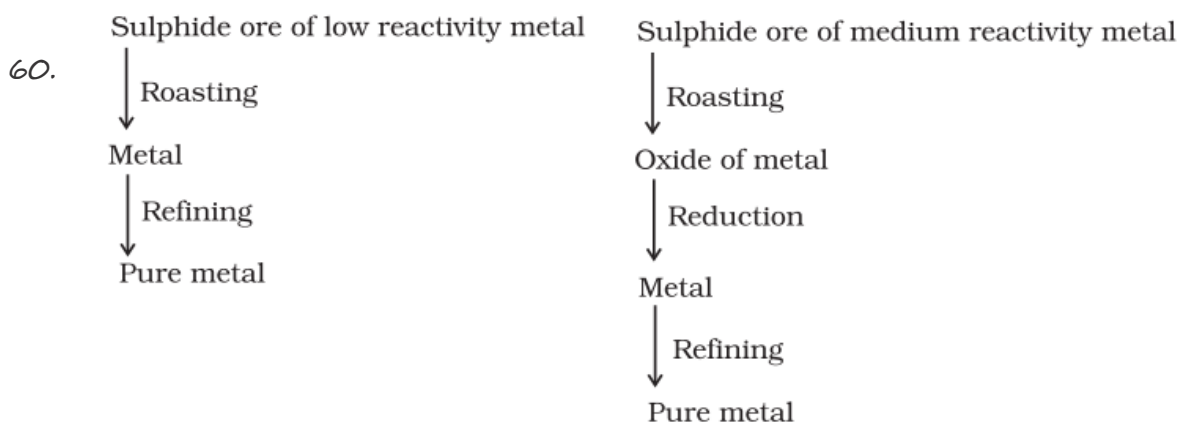 Sulphide ore of low reactivity metal
60.
Roasting
Metal
Refining
Pure metal
Sulphide ore of medium reactivity metal
Roasting
Oxide of metal
Reduction
Metal
Refining
Pure metal